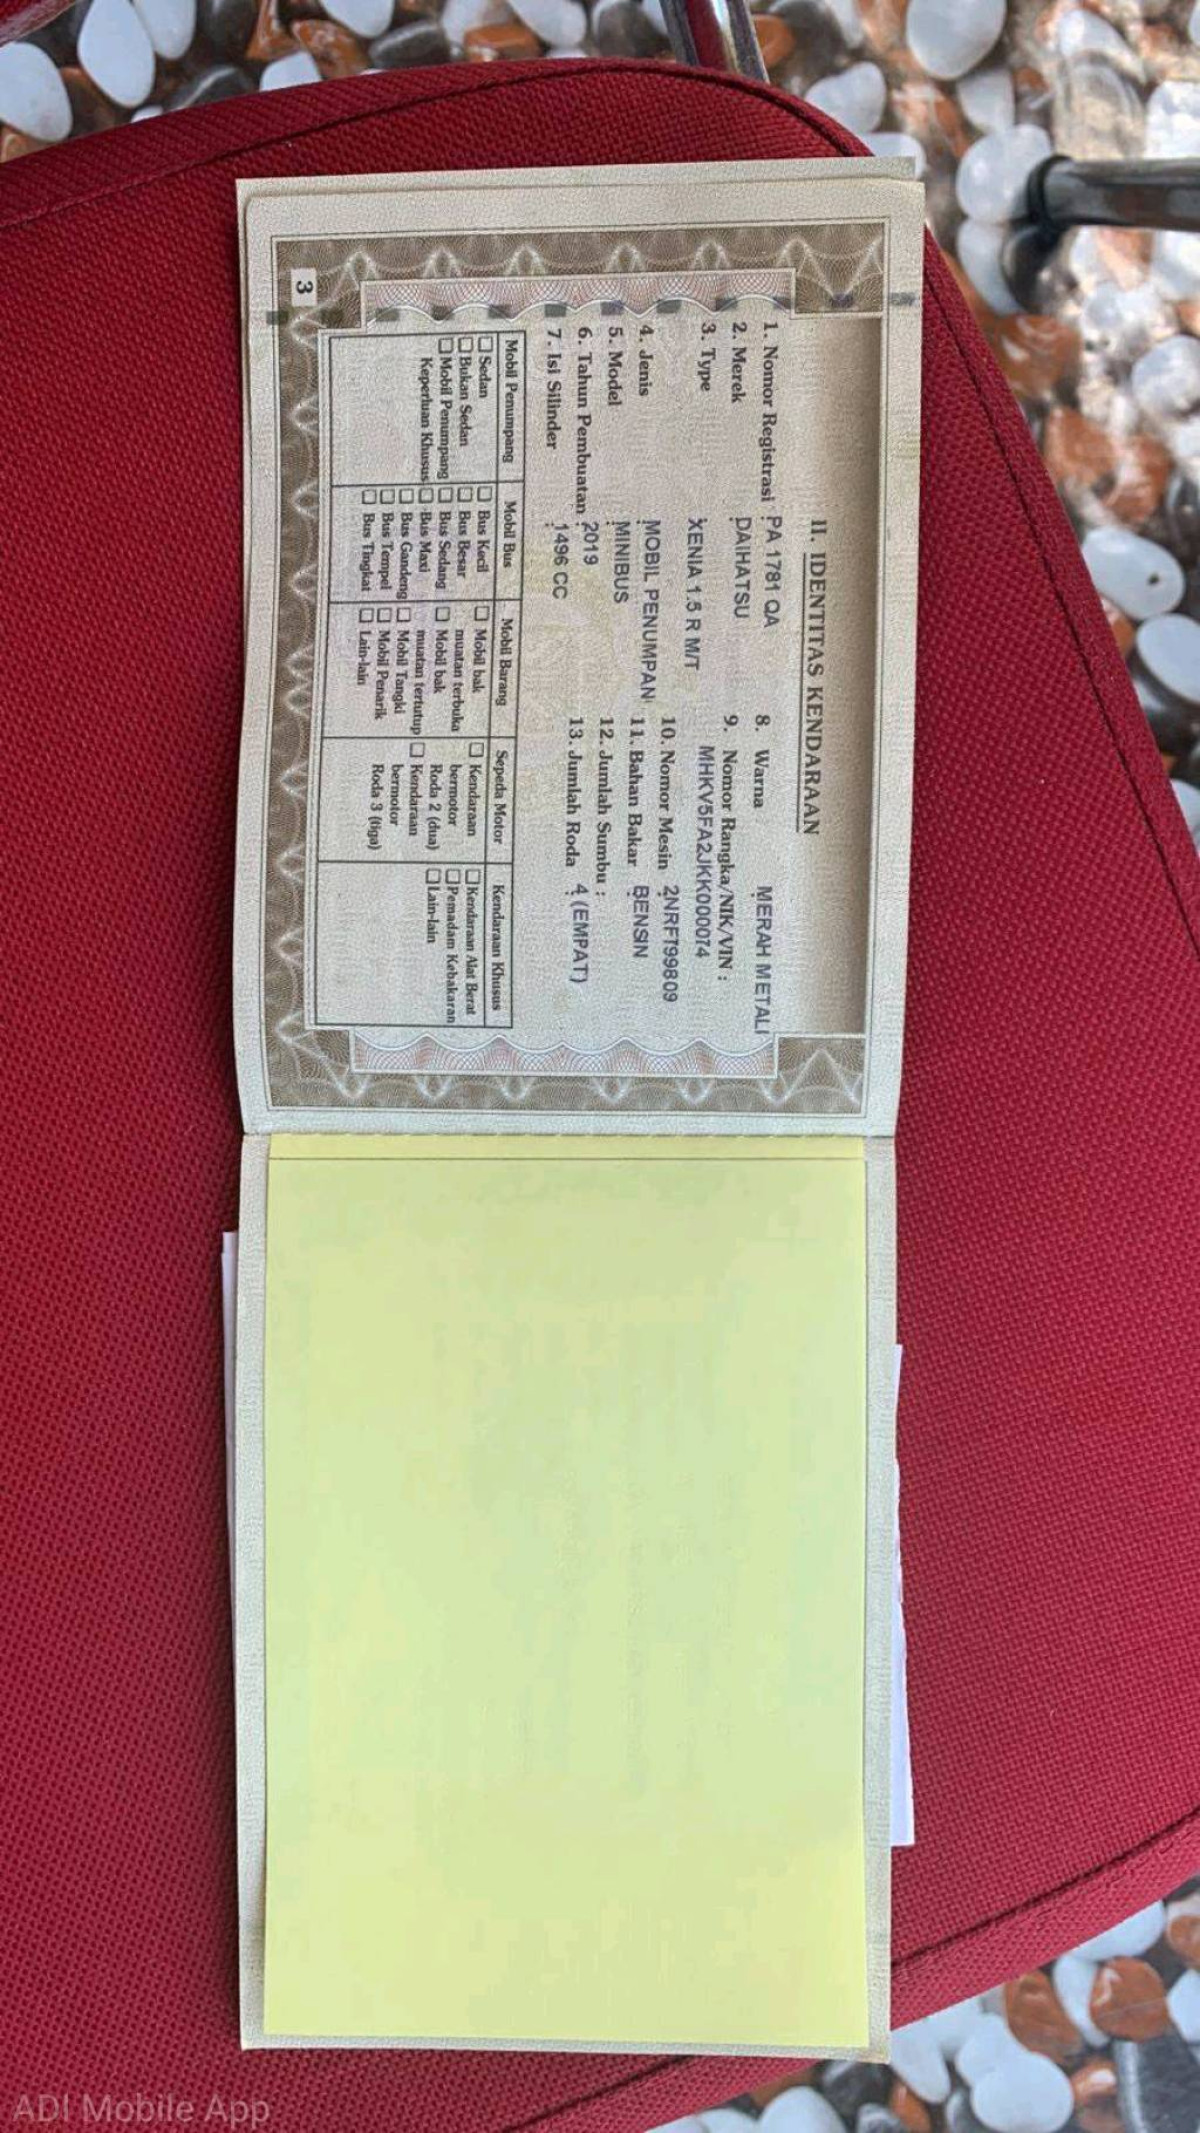 II. IDENTITAS KENDARAAN
1. Nomor Registrasi : PA 1781 QA
2. Merek : DAIHATSU
3. Type :
XENIA 1.5 R M/T
4. Jenis : MOBIL PENUMPAN
5. Model : MINIBUS
6. Tahun Pembuatan : 2019
7. Isi Silinder : 1496 CC
8. Warna : MERAH METALI
9. Nomor Rangka/NIK/VIN :
MHKV5FA2JKK000074
10. Nomor Mesin : 2NRFT99809
11. Bahan Bakar : BENSIN
12. Jumlah Sumbu :
13. Jumlah Roda : 4 (EMPAT)
Mobil Penumpang
☐ Sedan
☐ Bukan Sedan
☐ Mobil Penumpang
Keperluan Khusus
Mobil Bus
☐ Bus Kecil
☐ Bus Besar
☐ Bus Sedang
☐ Bus Maxi
☐ Bus Gandeng
☐ Bus Tempel
☐ Bus Tingkat
Mobil Barang
☐ Mobil bak
muatan terbuka
☐ Mobil bak
muatan tertutup
☐ Mobil Tangki
☐ Mobil Penarik
☐ Lain-lain
Sepeda Motor
☐ Kendaraan
bermotor
Roda 2 (dua)
☐ Kendaraan
bermotor
Roda 3 (tiga)
Kendaraan Khusus
☐ Kendaraan Alat Berat
☐ Pemadam Kebakaran
☐ Lain-lain
3
ADI Mobile App